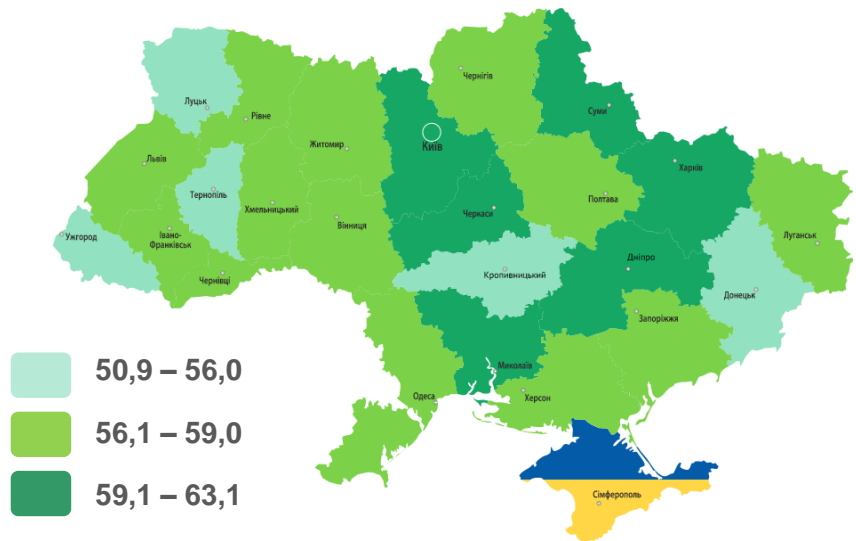 Чернігів
Луцьк
Суми
Рівне
Житомир
Київ
Львів
Харків
Тернопіль
Полтава
Хмельницький
Черкаси
Вінниця
Ужгород
Івано-
Франківськ
Луганськ
Дніпро
Чернівці
Кропивницький
Донецьк
Запоріжжя
50,9 – 56,0
Миколаїв
Одеса
Херсон
56,1 – 59,0
59,1 – 63,1
Сімферополь